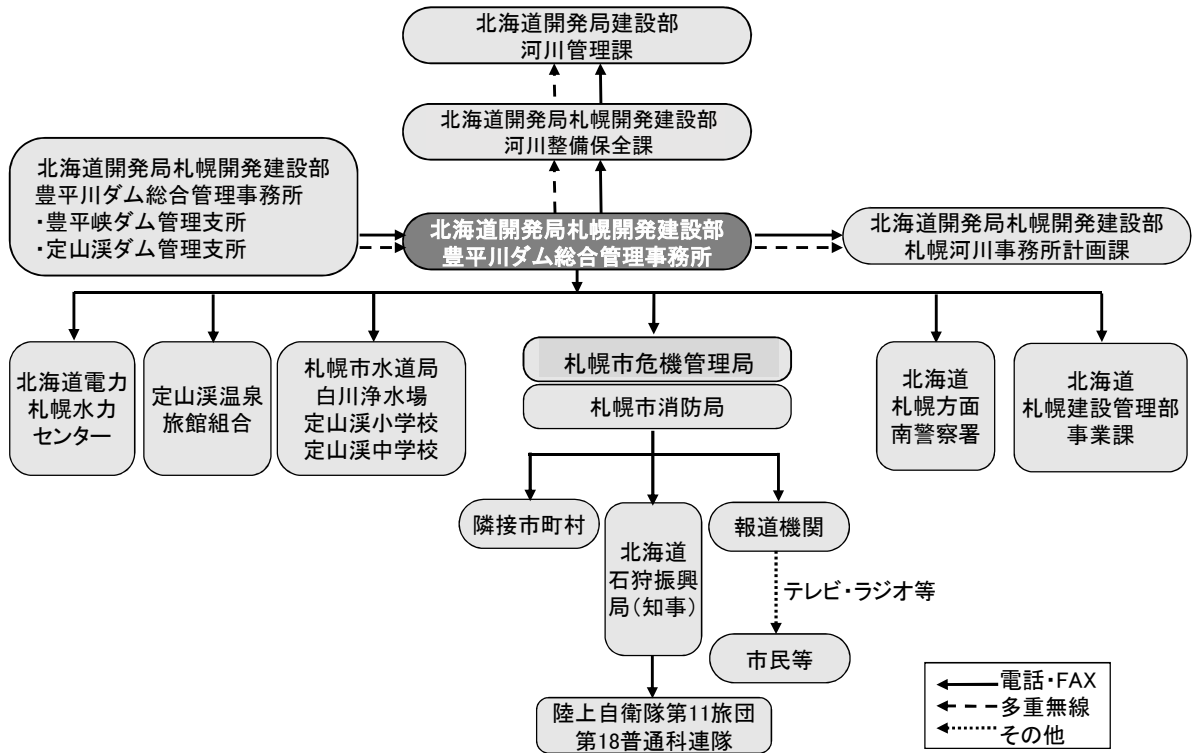 北海道開発局建設部
河川管理課
北海道開発局札幌開発建設部
河川整備保全課
北海道開発局札幌開発建設部
豊平川ダム総合管理事務所
・豊平峡ダム管理支所
・定山渓ダム管理支所
北海道開発局札幌開発建設部
豊平川ダム総合管理事務所
北海道開発局札幌開発建設部
札幌河川事務所計画課
北海道電力
札幌水力
センター
定山渓温泉
旅館組合
札幌市水道局
白川浄水場
定山渓小学校
定山渓中学校
札幌市危機管理局
札幌市消防局
北海道
札幌方面
南警察署
北海道
札幌建設管理部
事業課
隣接市町村
北海道
石狩振興
局(知事)
報道機関
テレビ・ラジオ等
市民等
陸上自衛隊第11旅団
第18普通科連隊
電話・FAX
多重無線
その他